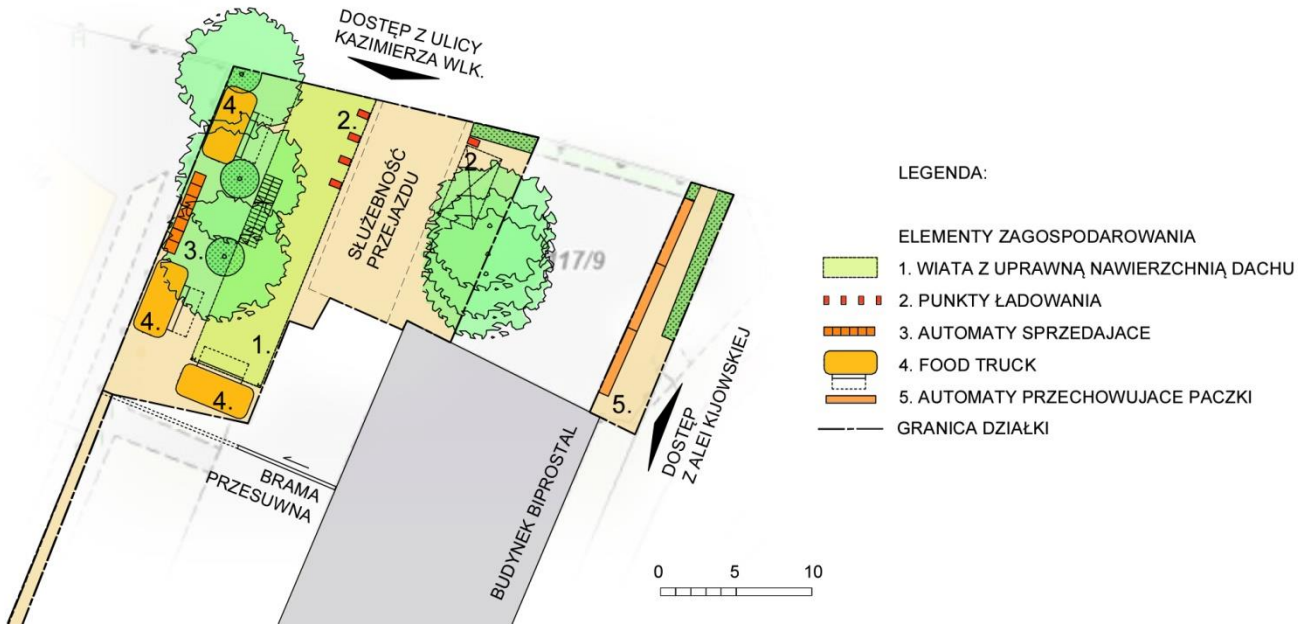 DOSTĘP Z ULICY
KAZIMIERZA WLK.
4.
2.
2.
SŁUŻEBNOŚĆ
PRZEJAZDU
3.
17/9
4.
1.
4.
5.
DOSTĘP
Z ALEI KIJOWSKIEJ
BRAMA
PRZESUWNA
BUDYNEK BIPROSTAL
0 5 10
LEGENDA:
ELEMENTY ZAGOSPODAROWANIA
1. WIATA Z UPRAWNĄ NAWIERZCHNIĄ DACHU
2. PUNKTY ŁADOWANIA
3. AUTOMATY SPRZEDAJACE
4. FOOD TRUCK
5. AUTOMATY PRZECHOWUJACE PACZKI
GRANICA DZIAŁKI